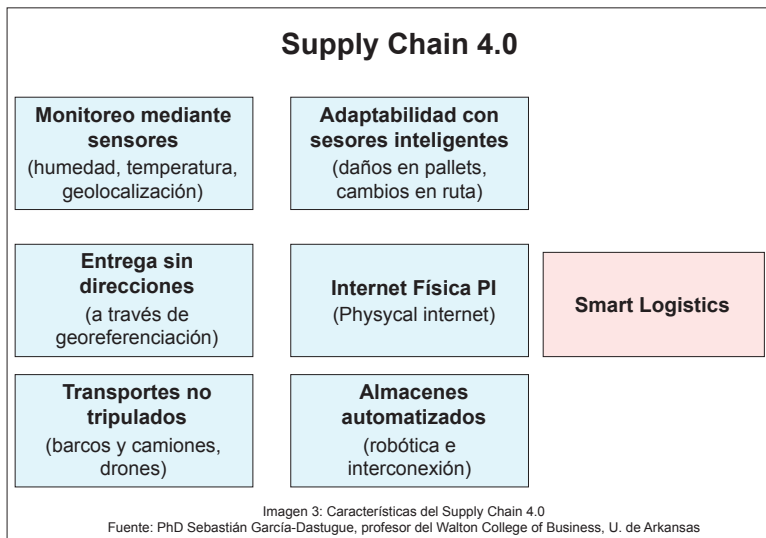 Supply Chain 4.0
Monitoreo mediante
sensores
(humedad, temperatura,
geolocalización)
Adaptabilidad con
sesores inteligentes
(daños en pallets,
cambios en ruta)
Entrega sin
direcciones
(a través de
georeferenciación)
Internet Física PI
(Physycal internet)
Smart Logistics
Transportes no
tripulados
(barcos y camiones,
drones)
Almacenes
automatizados
(robótica e
interconexión)
Imagen 3: Características del Supply Chain 4.0
Fuente: PhD Sebastián García-Dastugue, profesor del Walton College of Business, U. de Arkansas